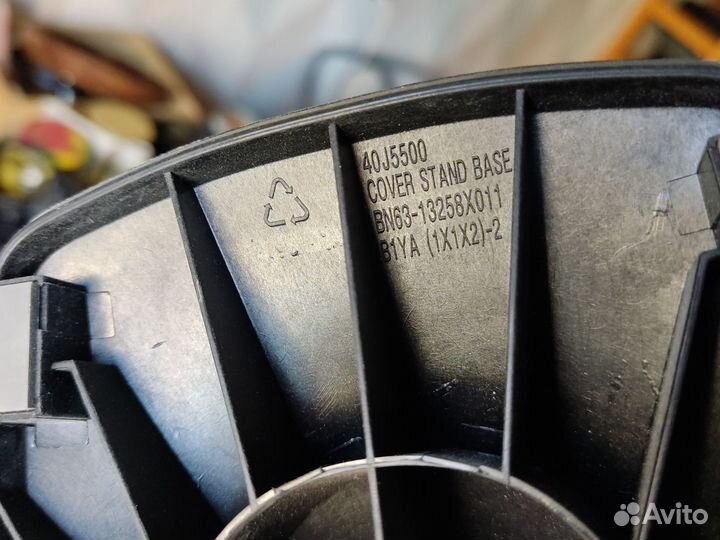 40J5500
COVER STAND BASE
BN63-13258X011
B1YA (1X1X2)-2
Avito